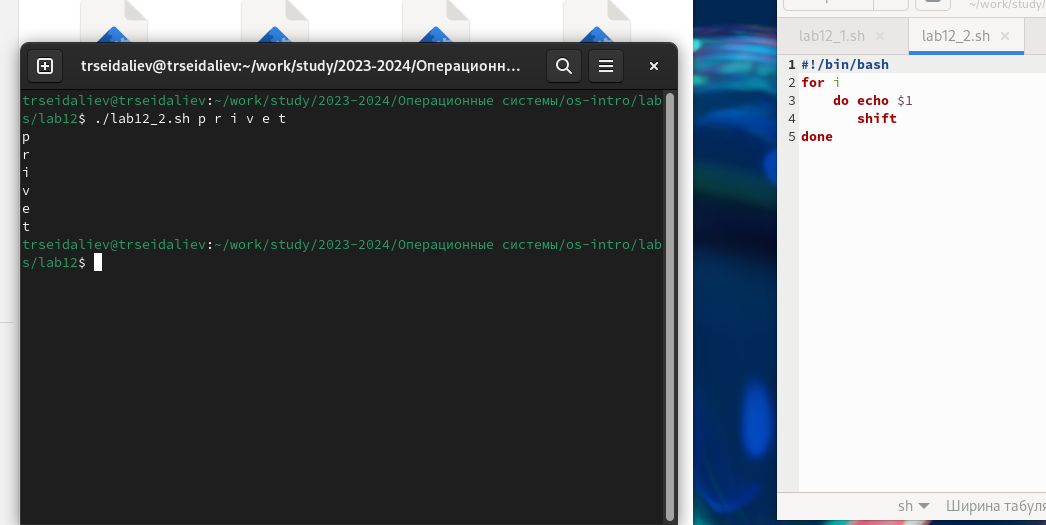 trseidaliev@trseidaliev:~/work/study/2023-2024/Операционн...
trseidaliev@trseidaliev:~/work/study/2023-2024/Операционные системы/os-intro/lab
s/lab12$ ./lab12_2.sh p r i v e t
p
r
i
v
e
t
trseidaliev@trseidaliev:~/work/study/2023-2024/Операционные системы/os-intro/lab
s/lab12$
~/work/study/
lab12_1.sh
lab12_2.sh
1 #!/bin/bash
2 for i
3 do echo $1
4 shift
5 done
sh
Ширина